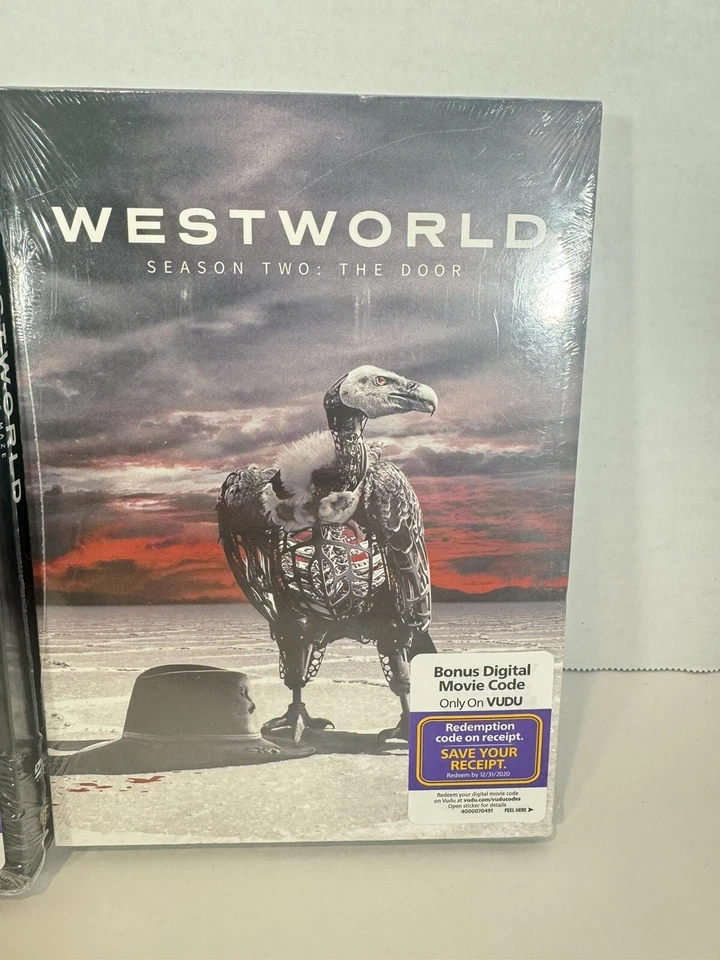 WESTWORLD
SEASON TWO: THE DOOR
Bonus Digital
Movie Code
Only On VUDU
Redemption
code on receipt.
SAVE YOUR
RECEIPT.
Redeem by 12/31/2020
Redeem your digital movie code
on Vudu at vudu.com/vuducodes
Open sticker for details
4000070491 PEEL HERE